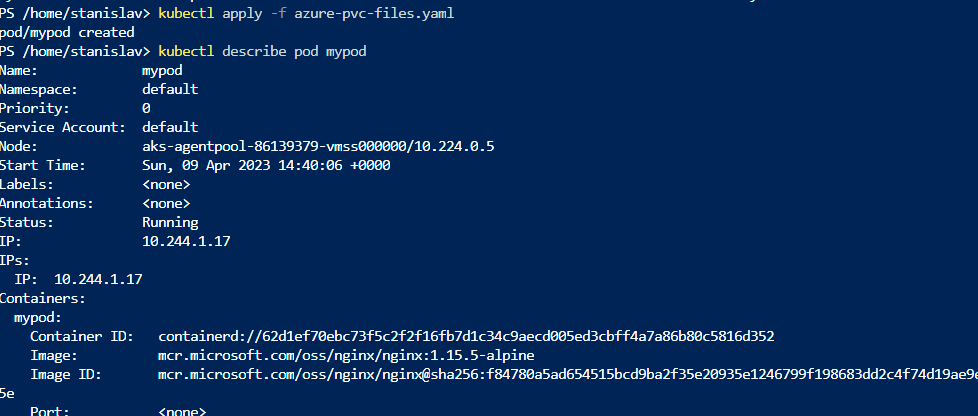 PS /home/stanislav> kubectl apply -f azure-pvc-files.yaml
pod/mypod created
PS /home/stanislav> kubectl describe pod mypod
Name:             mypod
Namespace:        default
Priority:         0
Service Account:  default
Node:             aks-agentpool-86139379-vmss000000/10.224.0.5
Start Time:       Sun, 09 Apr 2023 14:40:06 +0000
Labels:           <none>
Annotations:      <none>
Status:           Running
IP:               10.244.1.17
IPs:
  IP:  10.244.1.17
Containers:
  mypod:
    Container ID:   containerd://62d1ef70ebc73f5c2f2f16fb7d1c34c9aecd005ed3cbff4a7a86b80c5816d352
    Image:          mcr.microsoft.com/oss/nginx/nginx:1.15.5-alpine
    Image ID:       mcr.microsoft.com/oss/nginx/nginx@sha256:f84780a5ad654515bcd9ba2f35e20935e1246799f198683dd2c4f74d19ae9e
5e
    Port:           <none>